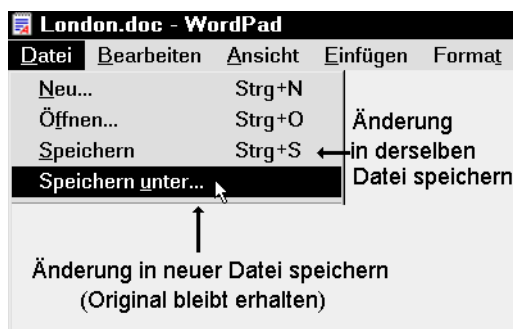 London.doc - WordPad
Datei Bearbeiten Ansicht Einfügen Format
Neu... Strg+N
Öffnen... Strg+O
Speichern Strg+S
Speichern unter...
Änderung
in derselben
Datei speichern
Änderung in neuer Datei speichern
(Original bleibt erhalten)